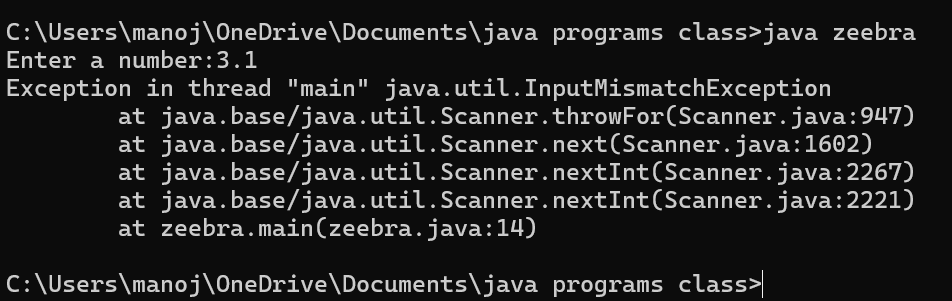 C:\Users\manoj\OneDrive\Documents\java programs class>java zeebra
Enter a number:3.1
Exception in thread "main" java.util.InputMismatchException
        at java.base/java.util.Scanner.throwFor(Scanner.java:947)
        at java.base/java.util.Scanner.next(Scanner.java:1602)
        at java.base/java.util.Scanner.nextInt(Scanner.java:2267)
        at java.base/java.util.Scanner.nextInt(Scanner.java:2221)
        at zeebra.main(zeebra.java:14)
C:\Users\manoj\OneDrive\Documents\java programs class>